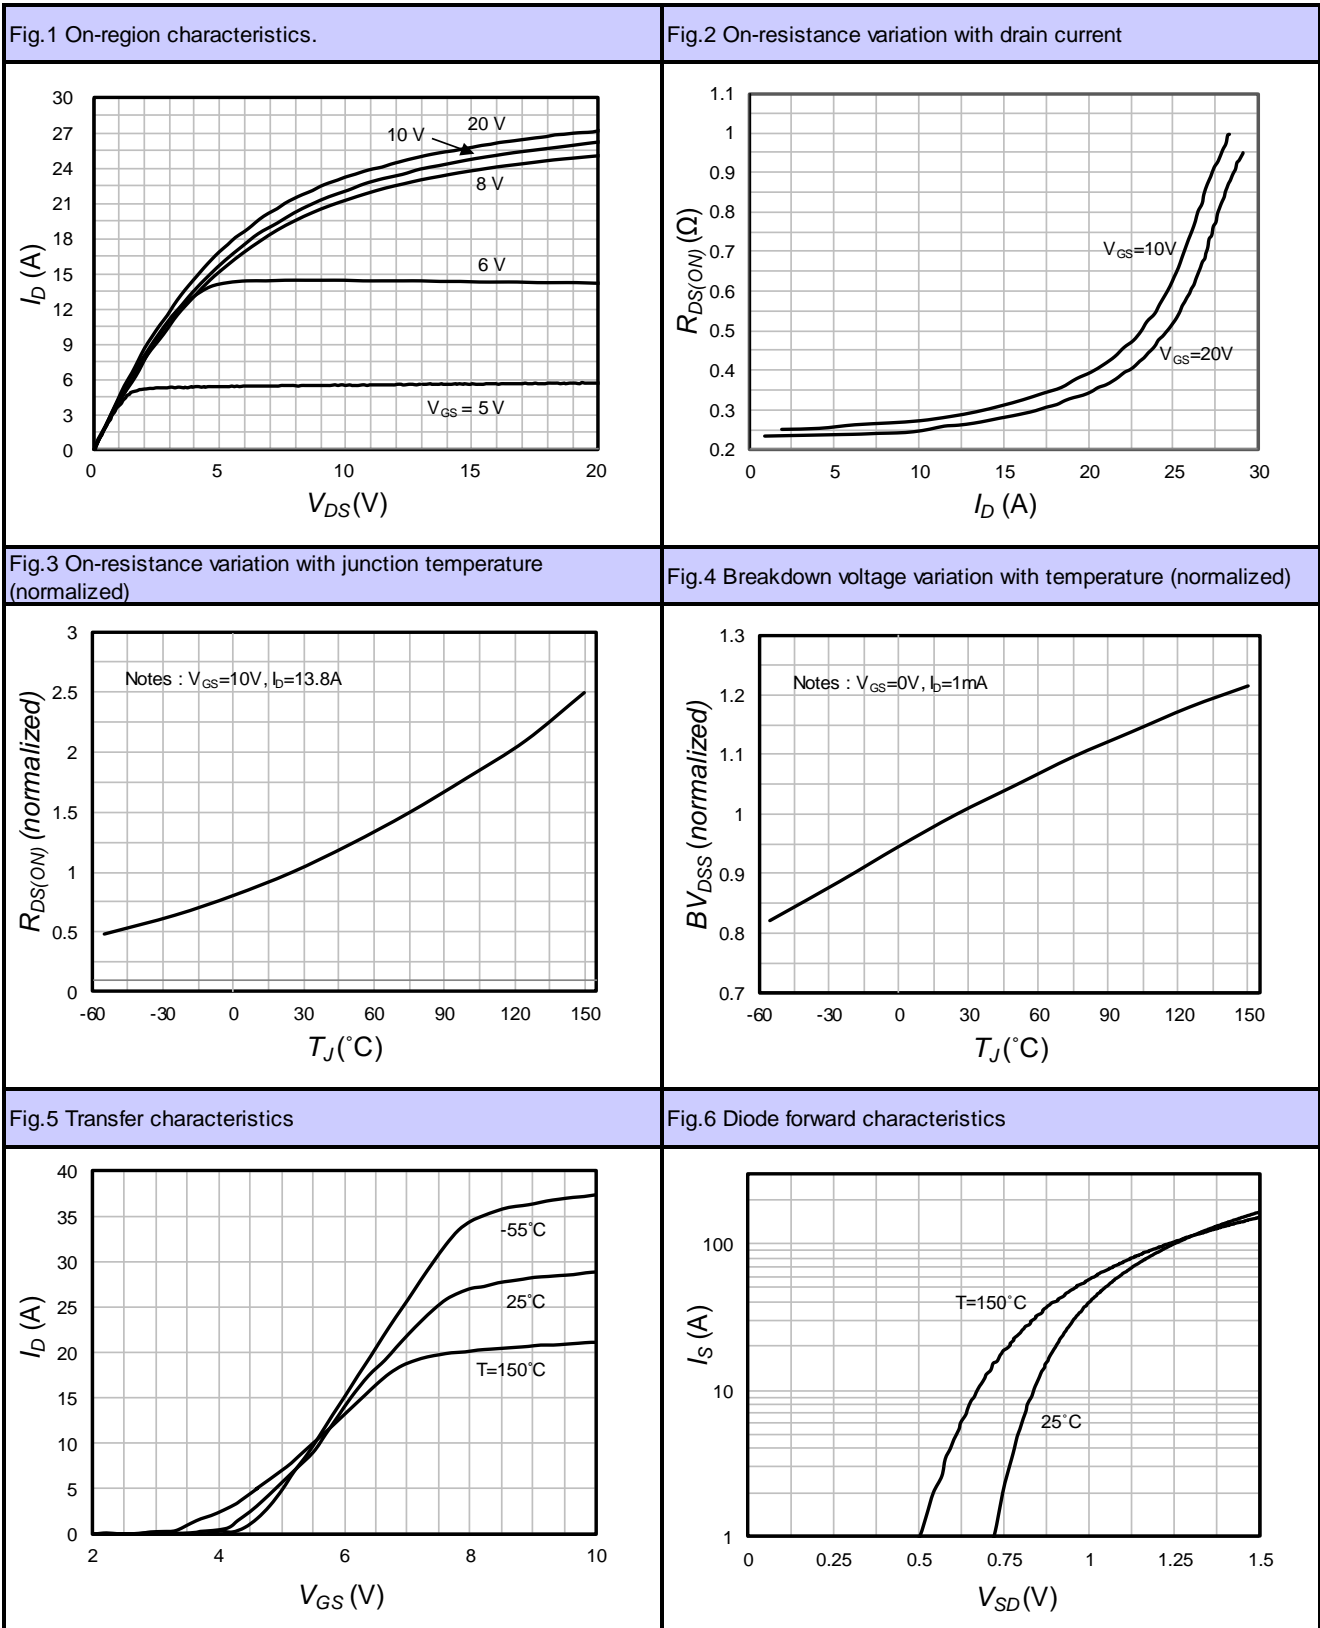 Fig.1 On-region characteristics.
Fig.2 On-resistance variation with drain current
30
27
24
21
18
15
12
9
6
3
0
I_D (A)
20 V
10 V
8 V
6 V
V_GS = 5 V
0 5 10 15 20
V_DS (V)
1.1
1
0.9
0.8
0.7
0.6
0.5
0.4
0.3
0.2
R_DS(ON) (Ω)
V_GS=10V
V_GS=20V
0 5 10 15 20 25 30
I_D (A)
Fig.3 On-resistance variation with junction temperature
(normalized)
Fig.4 Breakdown voltage variation with temperature (normalized)
3
2.5
2
1.5
1
0.5
0
R_DS(ON) (normalized)
Notes : V_GS=10V, I_D=13.8A
-60 -30 0 30 60 90 120 150
T_J (˚C)
1.3
1.2
1.1
1
0.9
0.8
0.7
BV_DSS (normalized)
Notes : V_GS=0V, I_D=1mA
-60 -30 0 30 60 90 120 150
T_J (˚C)
Fig.5 Transfer characteristics
Fig.6 Diode forward characteristics
40
35
30
25
20
15
10
5
0
I_D (A)
-55˚C
25˚C
T=150˚C
2 4 6 8 10
V_GS (V)
100
10
1
I_S (A)
T=150˚C
25˚C
0 0.25 0.5 0.75 1 1.25 1.5
V_SD (V)